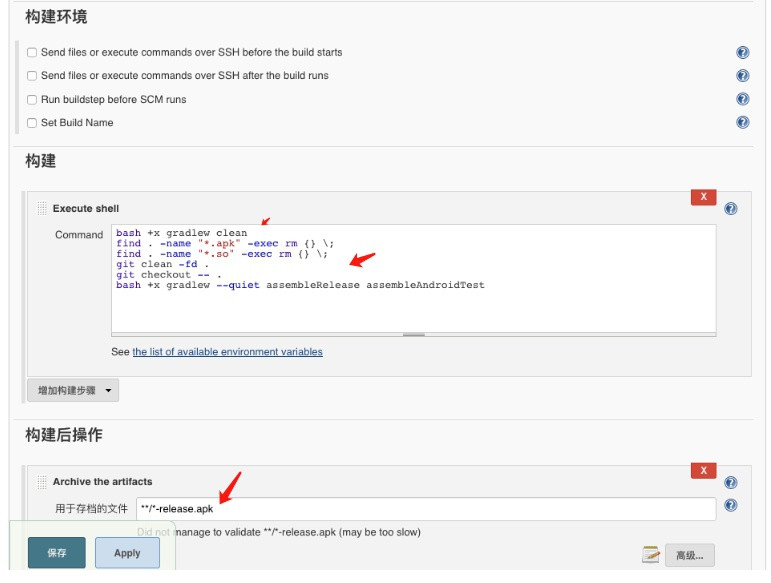 构建环境
Send files or execute commands over SSH before the build starts
Send files or execute commands over SSH after the build runs
Run buildstep before SCM runs
Set Build Name
构建
X
Execute shell
Command
bash +x gradlew clean
find . -name "*.apk" -exec rm {} \;
find . -name "*.so" -exec rm {} \;
git clean -fd .
git checkout -- .
bash +x gradlew --quiet assembleRelease assembleAndroidTest
See the list of available environment variables
增加构建步骤
构建后操作
X
Archive the artifacts
用于存档的文件 **/*-release.apk
Did not manage to validate **/*-release.apk (may be too slow)
保存 Apply 高级...